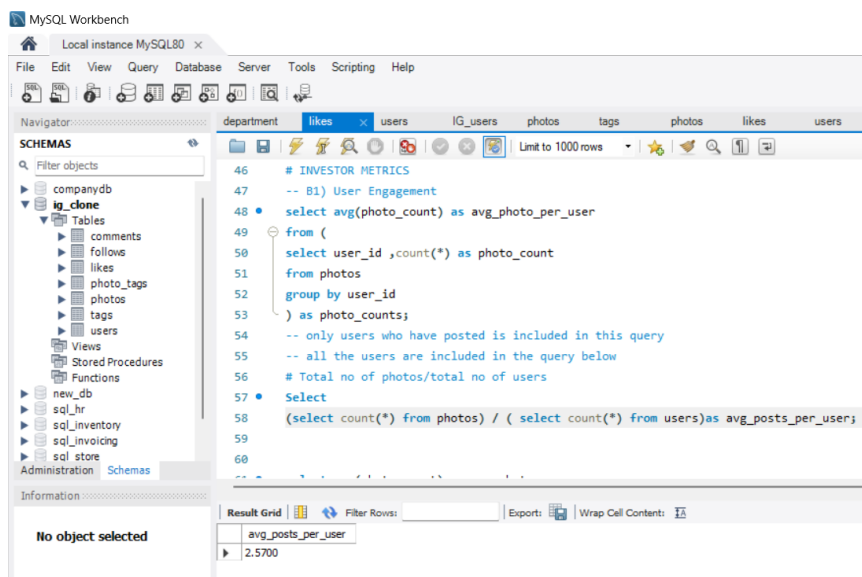 MySQL Workbench
Local instance MySQL80 ×
File Edit View Query Database Server Tools Scripting Help
Navigator
SCHEMAS
Filter objects
companydb
ig_clone
Tables
comments
follows
likes
photo_tags
photos
tags
users
Views
Stored Procedures
Functions
new_db
sql_hr
sql_inventory
sql_invoicing
sql_store
Administration Schemas
Information
No object selected
department likes × users IG_users photos tags photos likes users
Limit to 1000 rows
46 # INVESTOR METRICS
47 -- B1) User Engagement
48 select avg(photo_count) as avg_photo_per_user
49 from (
50 select user_id ,count(*) as photo_count
51 from photos
52 group by user_id
53 ) as photo_counts;
54 -- only users who have posted is included in this query
55 -- all the users are included in the query below
56 # Total no of photos/total no of users
57 Select
58 (select count(*) from photos) / ( select count(*) from users)as avg_posts_per_user;
59
60
Result Grid Filter Rows: Export: Wrap Cell Content:
avg_posts_per_user
2.5700